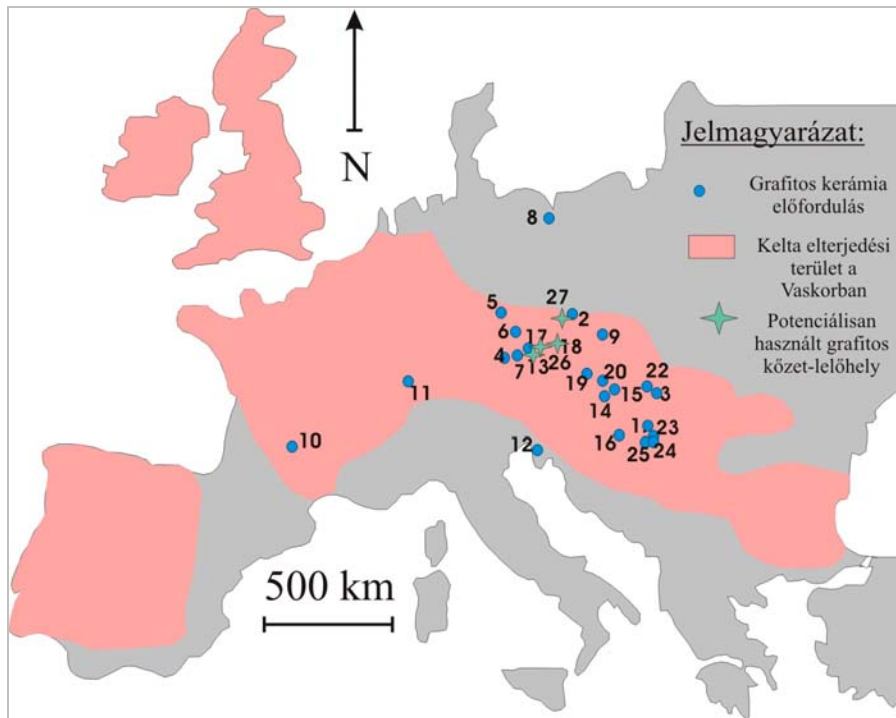 N
Jelmagyarázat:
Grafitos kerámia
előfordulás
Kelta elterjedési
terület a
Vaskorban
Potenciálisan
használt grafitos
kőzet-lelőhely
8
27
5
2
6
17
9
18
4
7
13
26
11
19
20
22
15
3
14
1
23
10
16
12
25
24
500 km